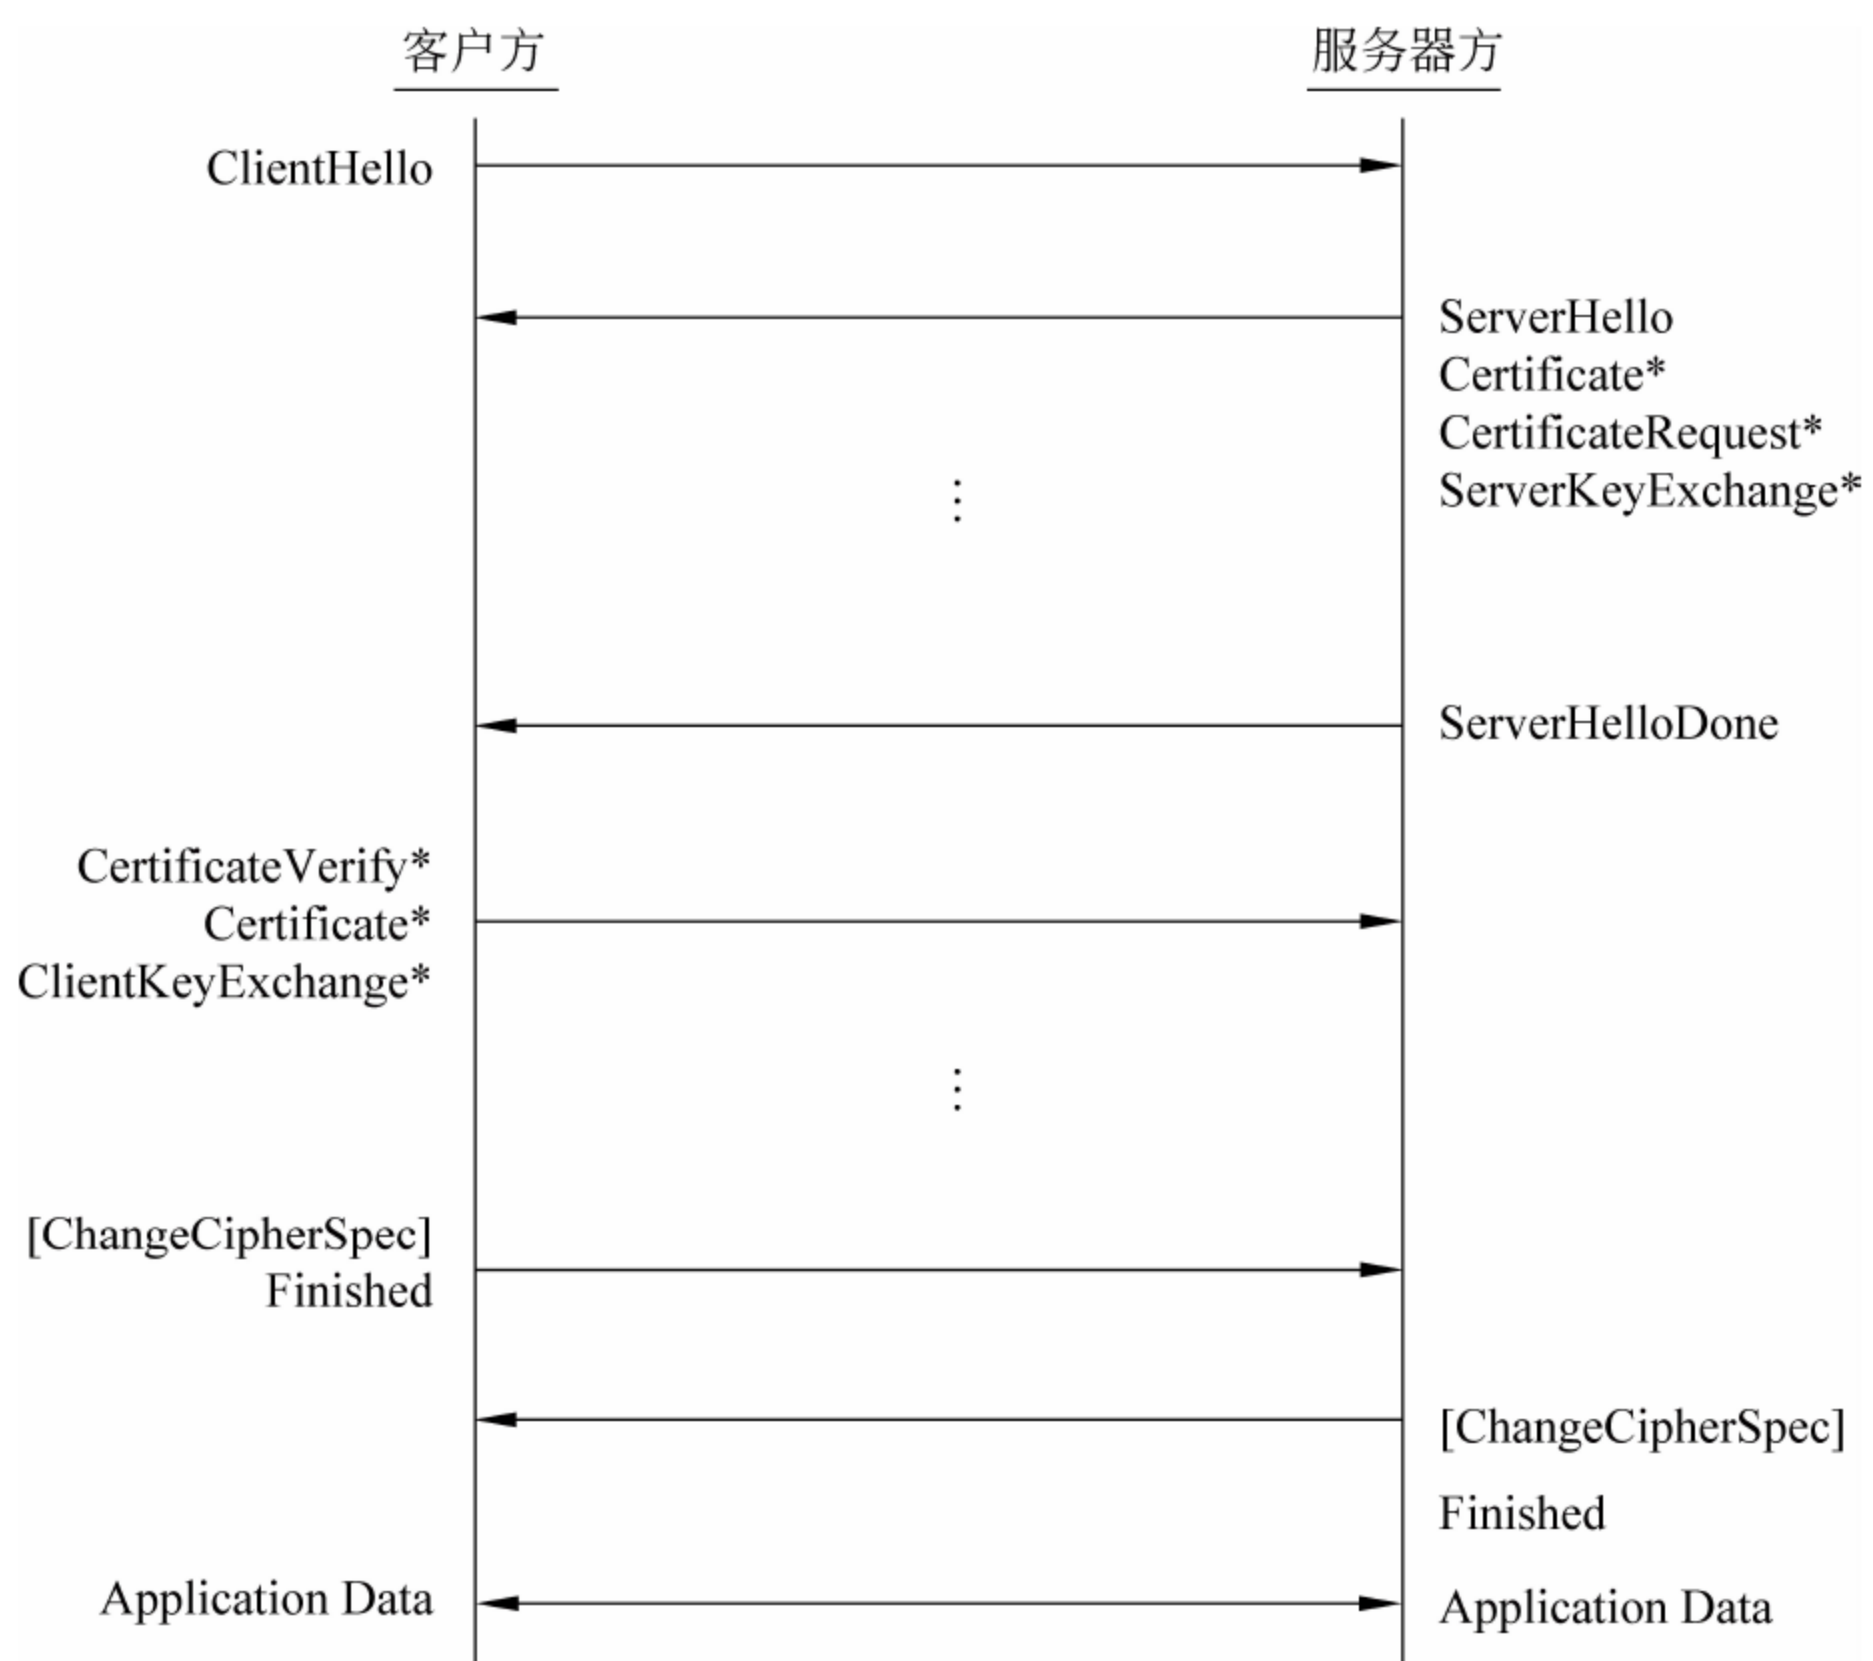 客户方
服务器方
ClientHello
ServerHello
Certificate*
CertificateRequest*
ServerKeyExchange*
ServerHelloDone
CertificateVerify*
Certificate*
ClientKeyExchange*
[ChangeCipherSpec]
Finished
[ChangeCipherSpec]
Finished
Application Data
Application Data